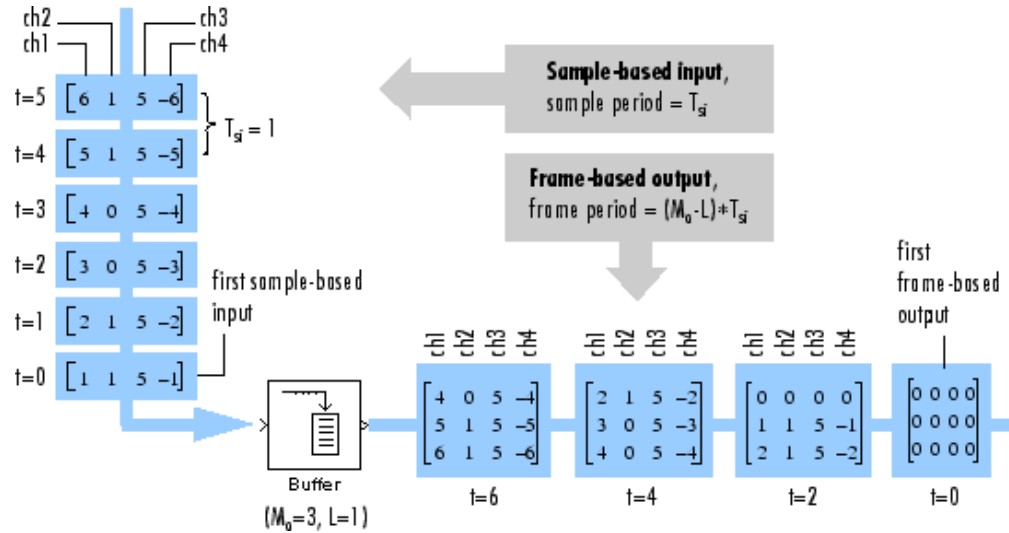 ch2 ch3
ch1 ch4
t=5 [6 1 5 -6]
T_si = 1
t=4 [5 1 5 -5]
t=3 [4 0 5 -4]
t=2 [3 0 5 -3]
t=1 [2 1 5 -2]
t=0 [1 1 5 -1]
first sample-based
input
Sample-based input,
sample period = T_si
Frame-based output,
frame period = (M_o-L)*T_si
first
frame-based
output
Buffer
(M_o=3, L=1)
ch1 ch2 ch3 ch4
4 0 5 -4
5 1 5 -5
6 1 5 -6
t=6
ch1 ch2 ch3 ch4
2 1 5 -2
3 0 5 -3
4 0 5 -4
t=4
ch1 ch2 ch3 ch4
0 0 0 0
1 1 5 -1
2 1 5 -2
t=2
0 0 0 0
0 0 0 0
0 0 0 0
t=0